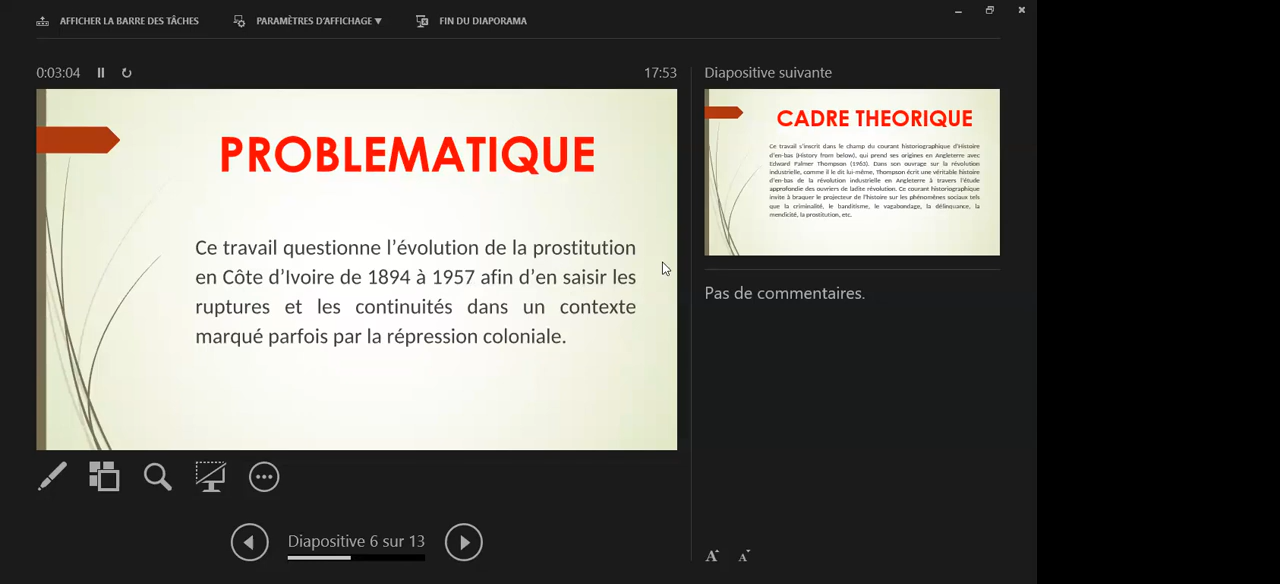 AFFICHER LA BARRE DES TÂCHES
PARAMÈTRES D'AFFICHAGE ▼
FIN DU DIAPORAMA
0:03:04
17:53
PROBLEMATIQUE
Ce travail questionne l'évolution de la prostitution
en Côte d'Ivoire de 1894 à 1957 afin d'en saisir les
ruptures et les continuités dans un contexte
marqué parfois par la répression coloniale.
Diapositive 6 sur 13
Diapositive suivante
CADRE THEORIQUE
Ce travail s'inscrit dans le champ du courant historiographique d'Histoire
d'en-bas (History from below), qui prend ses origines en Angleterre avec
Edward Palmer Thompson (1963). Dans son ouvrage sur la révolution
industrielle, comme il le dit lui-même, Thompson écrit une véritable histoire
d'en-bas de la révolution industrielle en Angleterre à travers l'étude
approfondie des ouvriers de ladite révolution. Ce courant historiographique
invite à braquer le projecteur de l'histoire sur les phénomènes sociaux tels
que la criminalité, le banditisme, le vagabondage, la délinquance, la
mendicité, la prostitution, etc.
Pas de commentaires.
A A